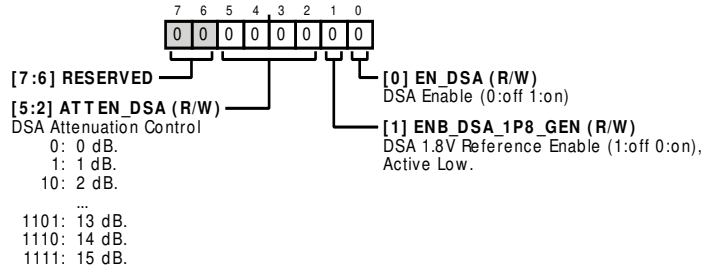 7 6 5 4 3 2 1 0
0 0 0 0 0 0 0 0
[7:6] RESERVED
[5:2] ATTEN_DSA (R/W)
DSA Attenuation Control
0: 0 dB.
1: 1 dB.
10: 2 dB.
...
1101: 13 dB.
1110: 14 dB.
1111: 15 dB.
[0] EN_DSA (R/W)
DSA Enable (0:off 1:on)
[1] ENB_DSA_1P8_GEN (R/W)
DSA 1.8V Reference Enable (1:off 0:on),
Active Low.